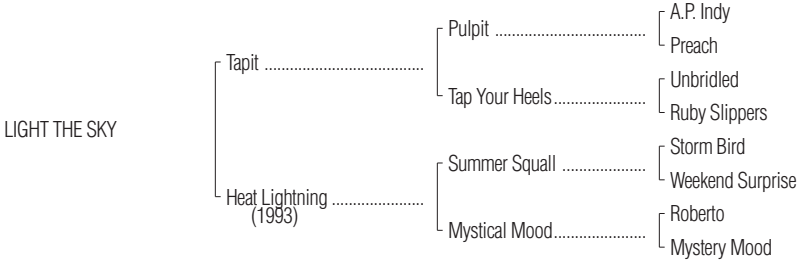 A.P. Indy
Pulpit ....................................
Preach
Tapit ......................................
Unbridled
Tap Your Heels......................
Ruby Slippers
LIGHT THE SKY
Storm Bird
Summer Squall ....................
Weekend Surprise
Heat Lightning ......................
(1993)
Roberto
Mystical Mood......................
Mystery Mood